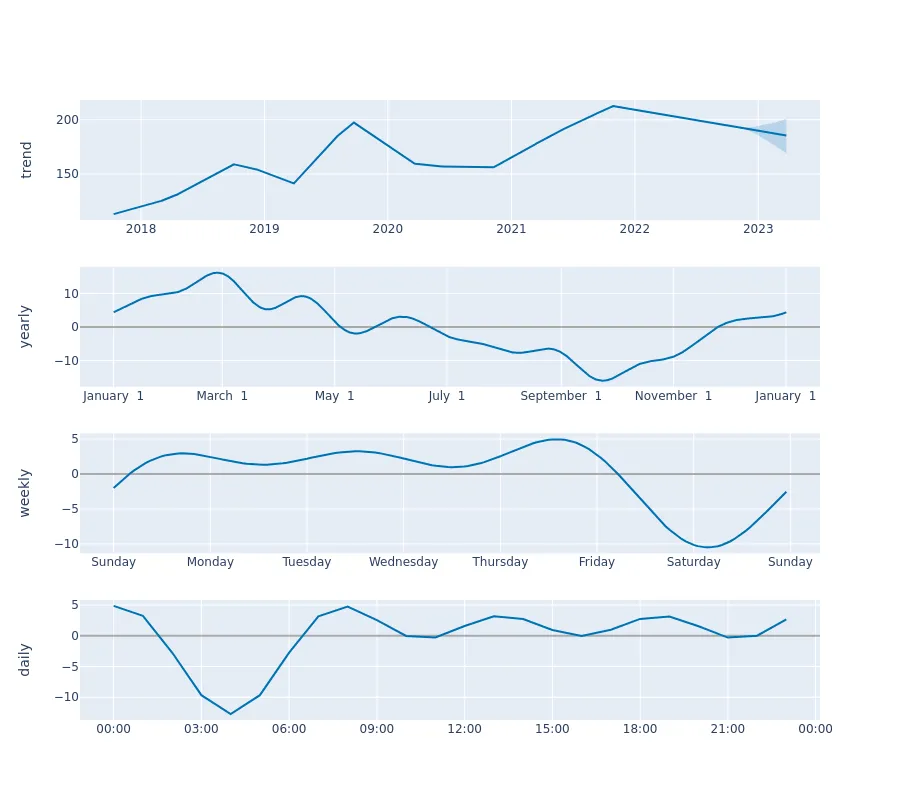 trend
200
150
2018 2019 2020 2021 2022 2023
yearly
10
0
−10
January 1 March 1 May 1 July 1 September 1 November 1 January 1
weekly
5
0
−5
−10
Sunday Monday Tuesday Wednesday Thursday Friday Saturday Sunday
daily
5
0
−5
−10
00:00 03:00 06:00 09:00 12:00 15:00 18:00 21:00 00:00